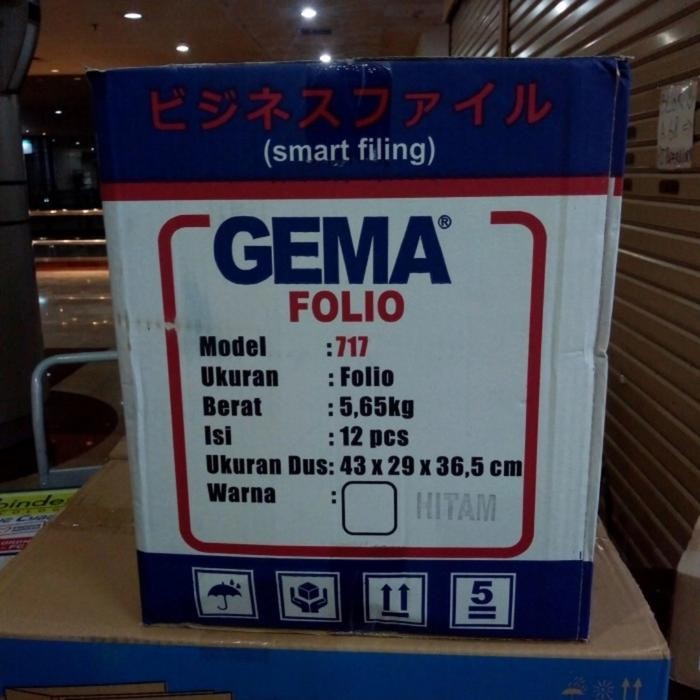 ビジネスファイル
(smart filing)
GEMA®
FOLIO
Model : 717
Ukuran : Folio
Berat : 5,65kg
Isi : 12 pcs
Ukuran Dus: 43 x 29 x 36,5 cm
Warna : HITAM
5